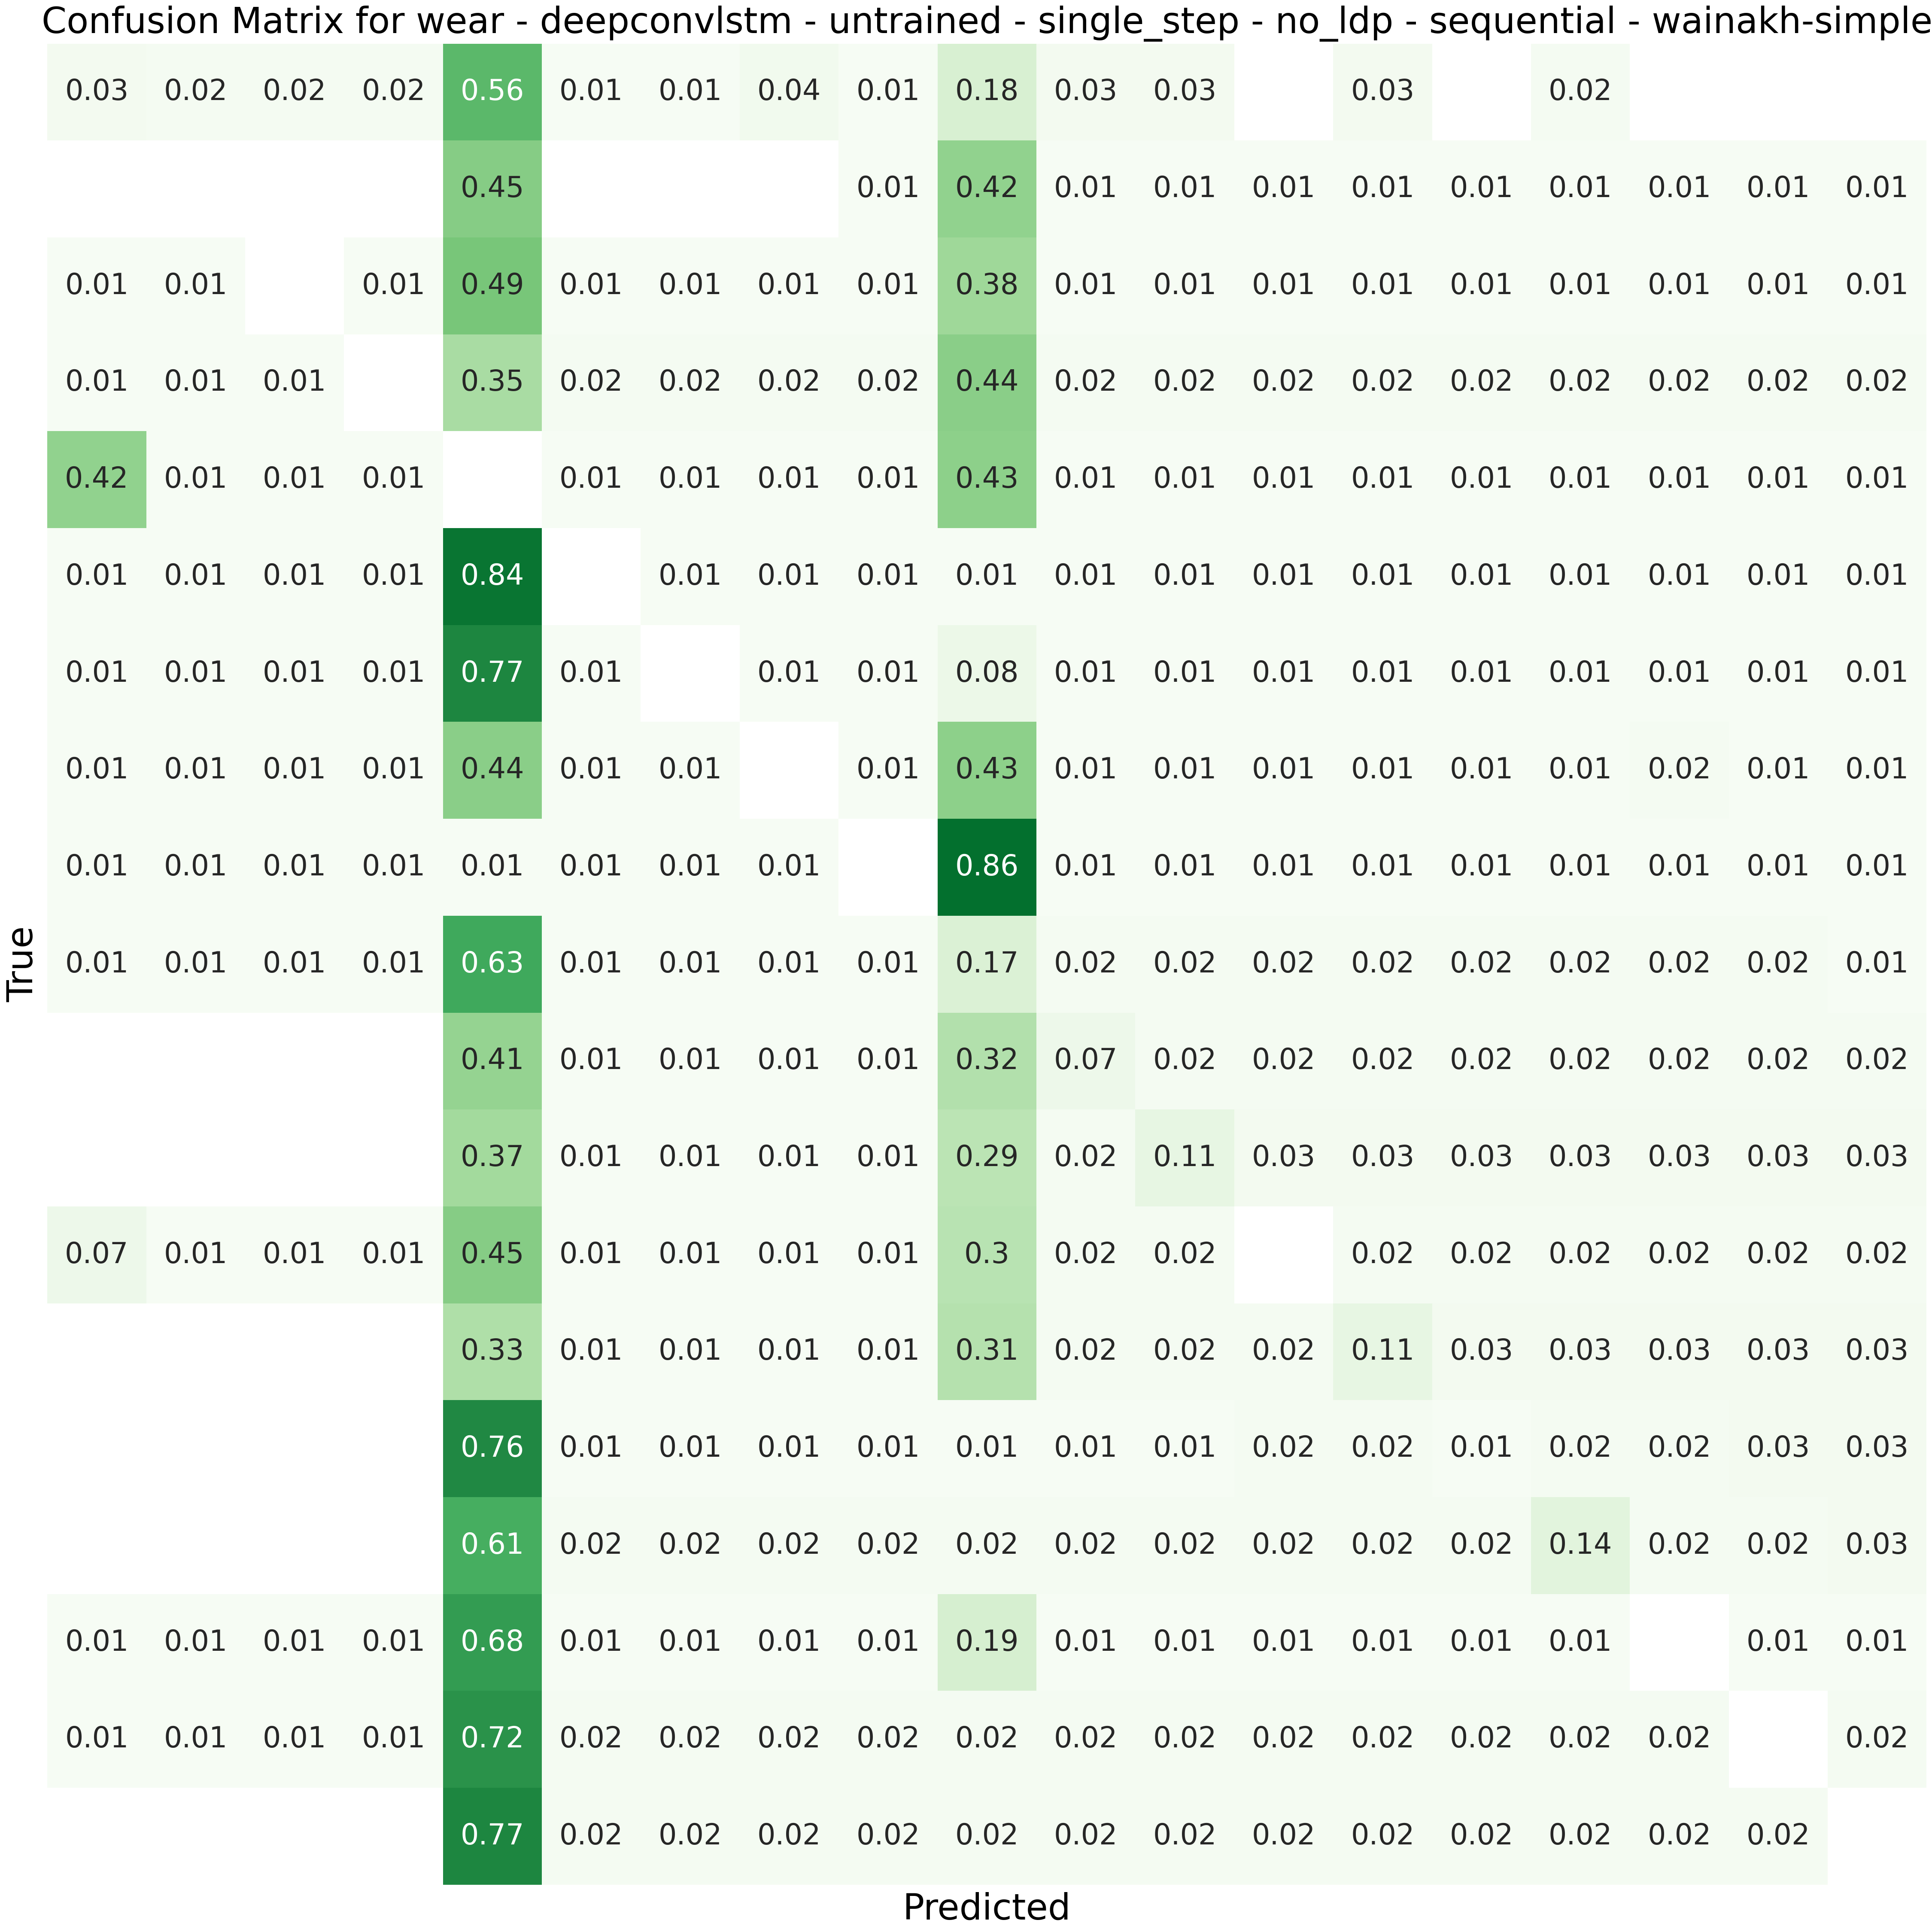 Confusion Matrix for wear - deepconvlstm - untrained - single_step - no_ldp - sequential - wainakh-simple
0.03 0.02 0.02 0.02 0.56 0.01 0.01 0.04 0.01 0.18 0.03 0.03 0.03 0.02
0.45 0.01 0.42 0.01 0.01 0.01 0.01 0.01 0.01 0.01 0.01 0.01
0.01 0.01 0.01 0.49 0.01 0.01 0.01 0.01 0.38 0.01 0.01 0.01 0.01 0.01 0.01 0.01 0.01 0.01
0.01 0.01 0.01 0.35 0.02 0.02 0.02 0.02 0.44 0.02 0.02 0.02 0.02 0.02 0.02 0.02 0.02 0.02
0.42 0.01 0.01 0.01 0.01 0.01 0.01 0.01 0.43 0.01 0.01 0.01 0.01 0.01 0.01 0.01 0.01 0.01
0.01 0.01 0.01 0.01 0.84 0.01 0.01 0.01 0.01 0.01 0.01 0.01 0.01 0.01 0.01 0.01 0.01 0.01
0.01 0.01 0.01 0.01 0.77 0.01 0.01 0.01 0.08 0.01 0.01 0.01 0.01 0.01 0.01 0.01 0.01 0.01
0.01 0.01 0.01 0.01 0.44 0.01 0.01 0.01 0.43 0.01 0.01 0.01 0.01 0.01 0.01 0.02 0.01 0.01
0.01 0.01 0.01 0.01 0.01 0.01 0.01 0.01 0.86 0.01 0.01 0.01 0.01 0.01 0.01 0.01 0.01 0.01
0.01 0.01 0.01 0.01 0.63 0.01 0.01 0.01 0.01 0.17 0.02 0.02 0.02 0.02 0.02 0.02 0.02 0.02 0.01
0.41 0.01 0.01 0.01 0.01 0.32 0.07 0.02 0.02 0.02 0.02 0.02 0.02 0.02 0.02
0.37 0.01 0.01 0.01 0.01 0.29 0.02 0.11 0.03 0.03 0.03 0.03 0.03 0.03 0.03
0.07 0.01 0.01 0.01 0.45 0.01 0.01 0.01 0.01 0.3 0.02 0.02 0.02 0.02 0.02 0.02 0.02 0.02
0.33 0.01 0.01 0.01 0.01 0.31 0.02 0.02 0.02 0.11 0.03 0.03 0.03 0.03 0.03
0.76 0.01 0.01 0.01 0.01 0.01 0.01 0.01 0.02 0.02 0.01 0.02 0.02 0.03 0.03
0.61 0.02 0.02 0.02 0.02 0.02 0.02 0.02 0.02 0.02 0.02 0.14 0.02 0.02 0.03
0.01 0.01 0.01 0.01 0.68 0.01 0.01 0.01 0.01 0.19 0.01 0.01 0.01 0.01 0.01 0.01 0.01 0.01
0.01 0.01 0.01 0.01 0.72 0.02 0.02 0.02 0.02 0.02 0.02 0.02 0.02 0.02 0.02 0.02 0.02 0.02
0.77 0.02 0.02 0.02 0.02 0.02 0.02 0.02 0.02 0.02 0.02 0.02 0.02 0.02
True
Predicted